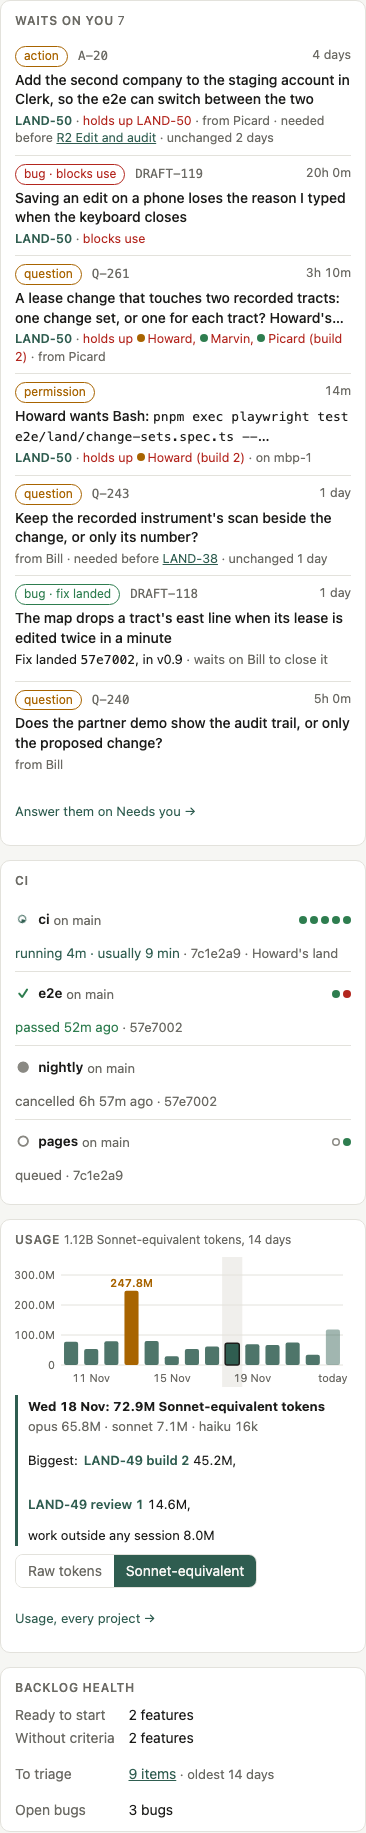 WAITS ON YOU 7
action A-20 4 days
Add the second company to the staging account in
Clerk, so the e2e can switch between the two
LAND-50 · holds up LAND-50 · from Picard · needed
before R2 Edit and audit · unchanged 2 days
bug · blocks use DRAFT-119 20h 0m
Saving an edit on a phone loses the reason I typed
when the keyboard closes
LAND-50 · blocks use
question Q-261 3h 10m
A lease change that touches two recorded tracts:
one change set, or one for each tract? Howard's...
LAND-50 · holds up Howard, Marvin, Picard (build
2) · from Picard
permission 14m
Howard wants Bash: pnpm exec playwright test
e2e/land/change-sets.spec.ts --…
LAND-50 · holds up Howard (build 2) · on mbp-1
question Q-243 1 day
Keep the recorded instrument's scan beside the
change, or only its number?
from Bill · needed before LAND-38 · unchanged 1 day
bug · fix landed DRAFT-118 1 day
The map drops a tract's east line when its lease is
edited twice in a minute
Fix landed 57e7002, in v0.9 · waits on Bill to close it
question Q-240 5h 0m
Does the partner demo show the audit trail, or only
the proposed change?
from Bill
Answer them on Needs you →
CI
ci on main
running 4m · usually 9 min · 7c1e2a9 · Howard's land
e2e on main
passed 52m ago · 57e7002
nightly on main
cancelled 6h 57m ago · 57e7002
pages on main
queued · 7c1e2a9
USAGE 1.12B Sonnet-equivalent tokens, 14 days
300.0M
247.8M
200.0M
100.0M
0
11 Nov 15 Nov 19 Nov today
Wed 18 Nov: 72.9M Sonnet-equivalent tokens
opus 65.8M · sonnet 7.1M · haiku 16k
Biggest: LAND-49 build 2 45.2M,
LAND-49 review 1 14.6M,
work outside any session 8.0M
Raw tokens Sonnet-equivalent
Usage, every project →
BACKLOG HEALTH
Ready to start 2 features
Without criteria 2 features
To triage 9 items · oldest 14 days
Open bugs 3 bugs